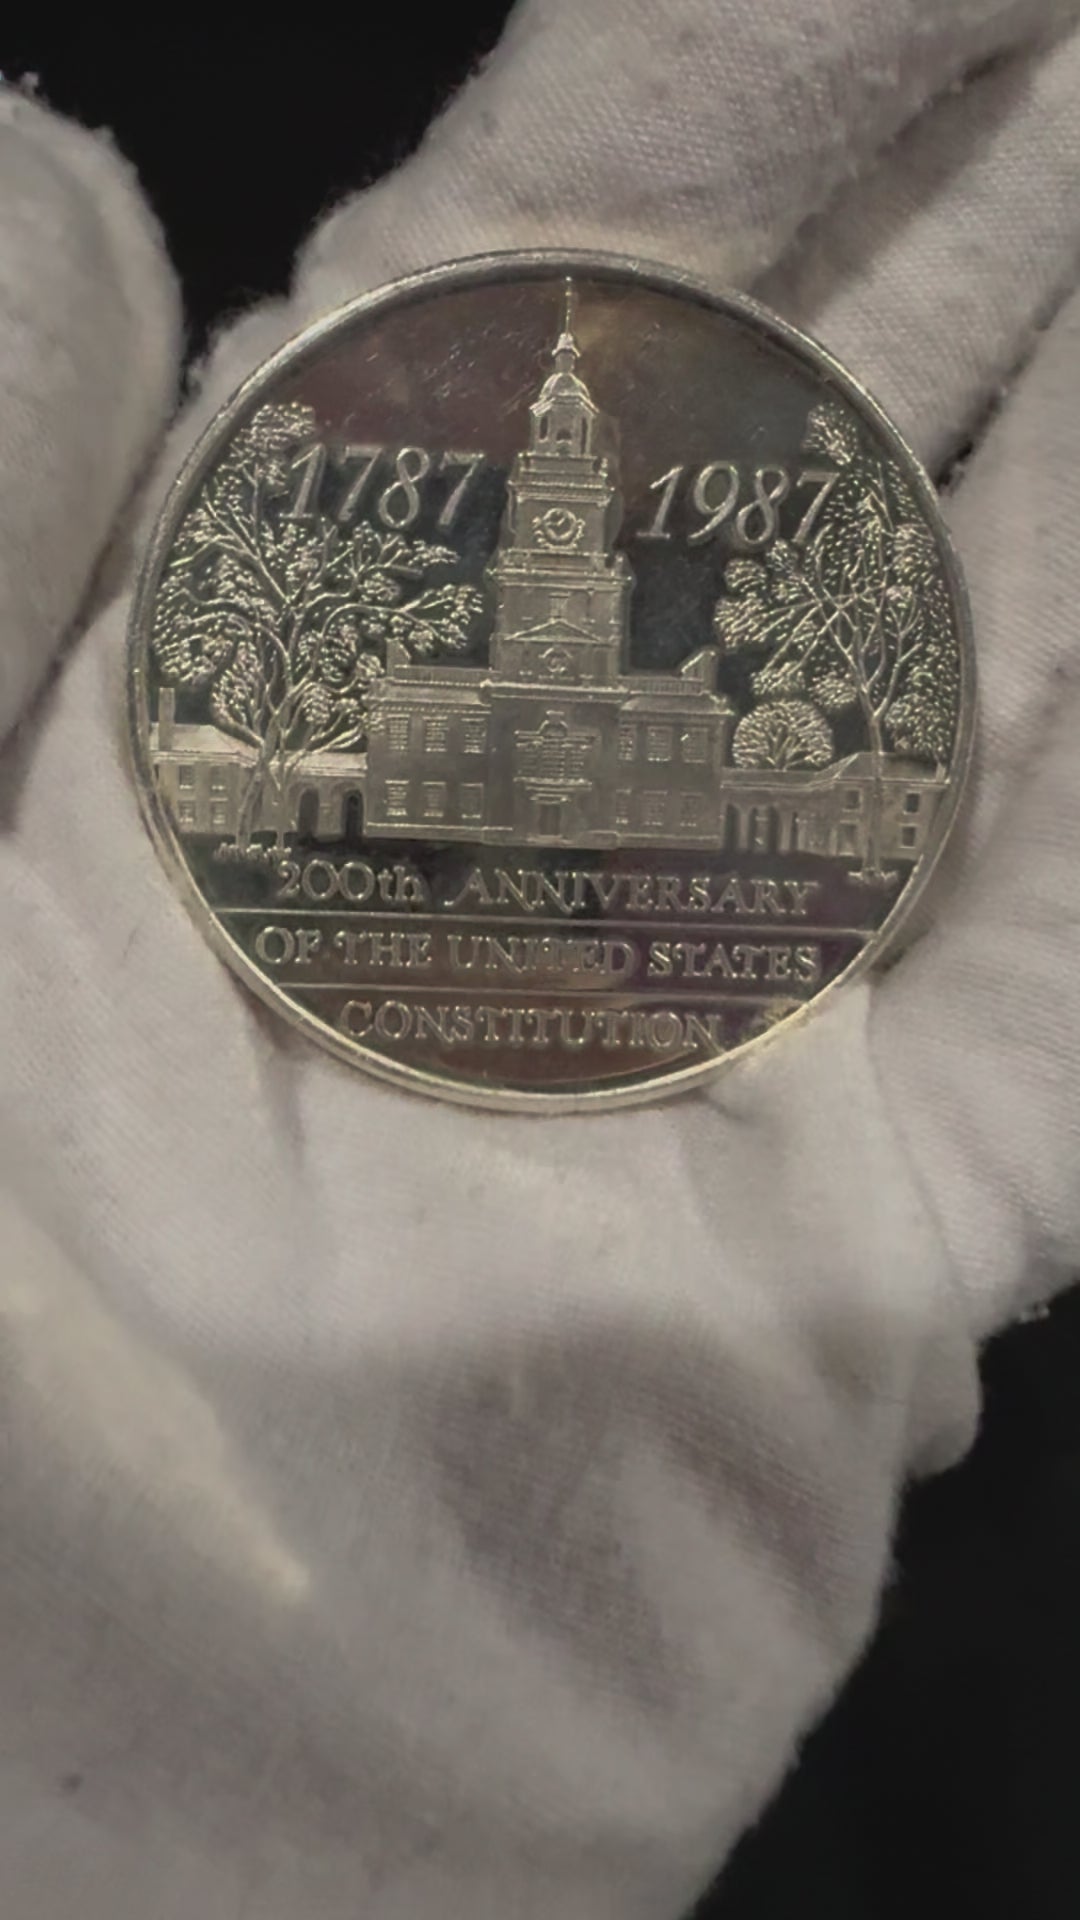 1787 1987
200th ANNIVERSARY
OF THE UNITED STATES
CONSTITUTION